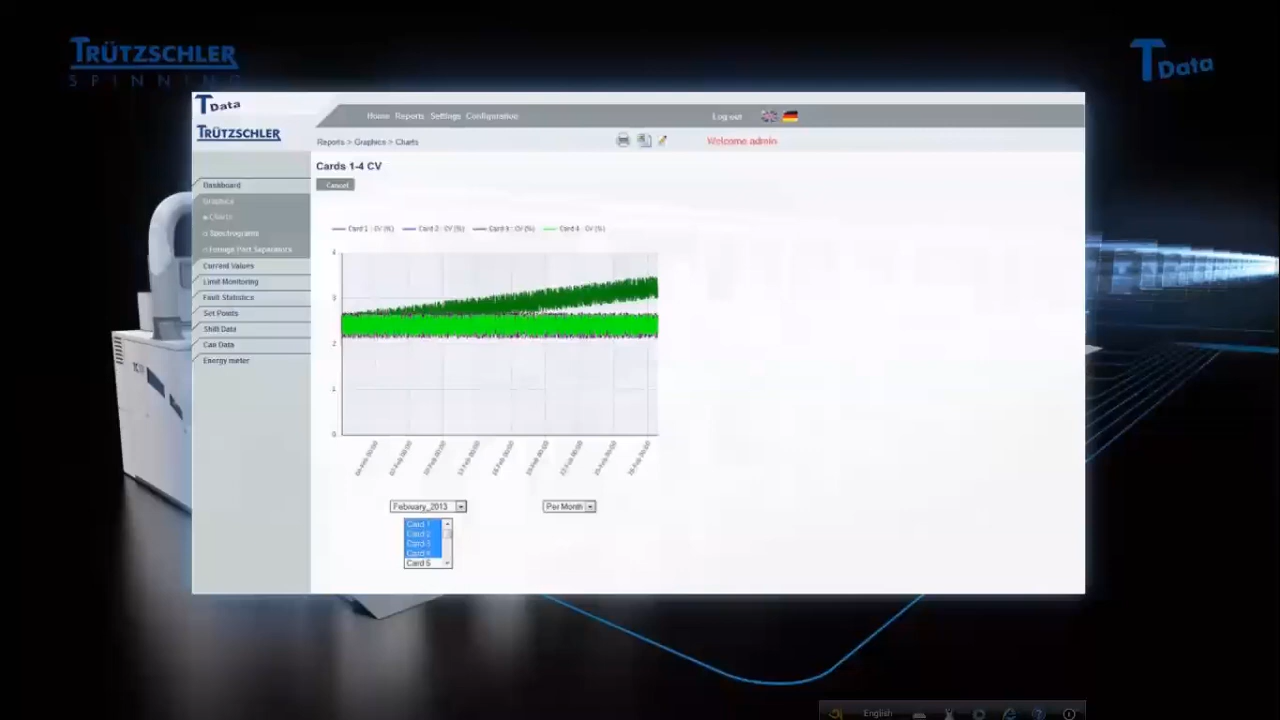 TRÜTZSCHLER
SPINNING
T Data
T Data
TRÜTZSCHLER
Home Reports Settings Configuration
Log out
Reports > Graphics > Charts
Welcome admin
Cards 1-4 CV
Cancel
Dashboard
Graphics
Charts
Spectrograms
Foreign Part Separators
Current Values
Limit Monitoring
Fault Statistics
Set Points
Shift Data
Can Data
Energy meter
Card 1 : CV (%) Card 2 : CV (%) Card 3 : CV (%) Card 4 : CV (%)
4
3
2
1
0
February_2013
Per Month
Card 1
Card 2
Card 3
Card 4
Card 5
English